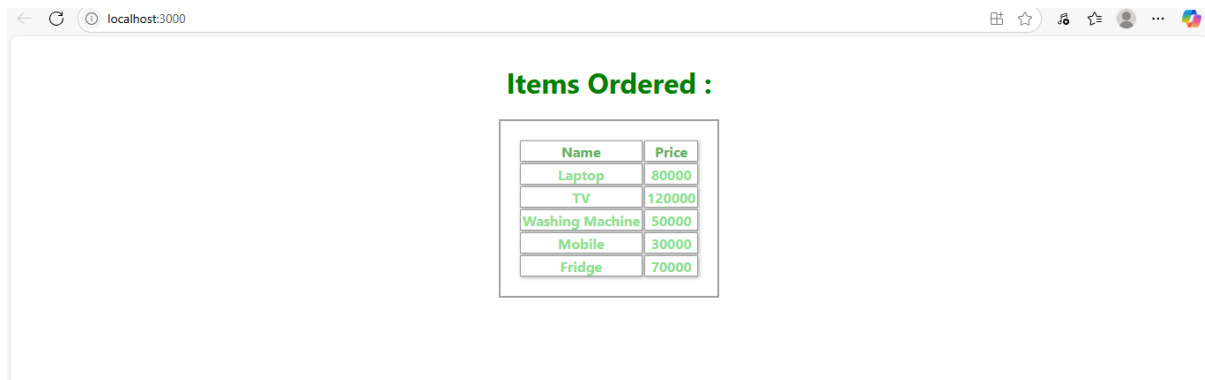 localhost:3000
Items Ordered :
Name Price
Laptop 80000
TV 120000
Washing Machine 50000
Mobile 30000
Fridge 70000